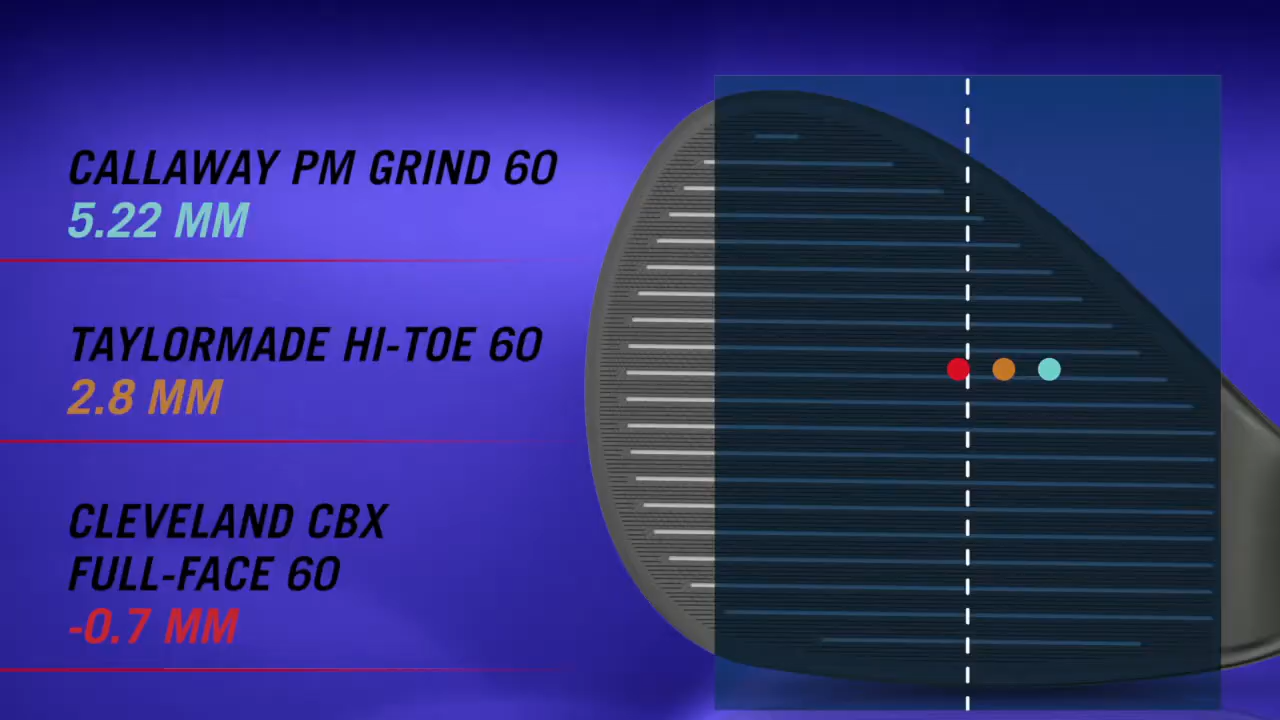 CALLAWAY PM GRIND 60
5.22 MM
TAYLORMADE HI-TOE 60
2.8 MM
CLEVELAND CBX
FULL-FACE 60
-0.7 MM